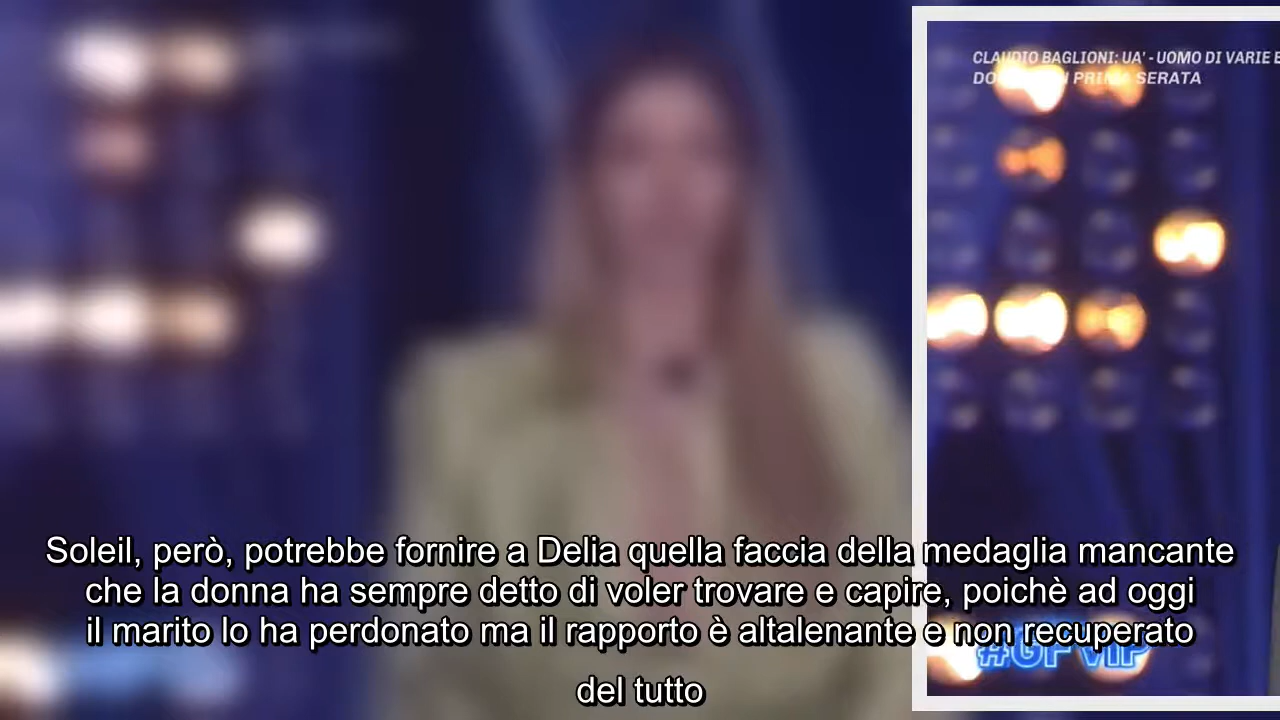 CLAUDIO BAGLIONI: UA' - UOMO DI VARIE E
PRIMA SERATA
Soleil, però, potrebbe fornire a Delia quella faccia della medaglia mancante
che la donna ha sempre detto di voler trovare e capire, poichè ad oggi
il marito lo ha perdonato ma il rapporto è altalenante e non recuperato
#GFVIP
del tutto